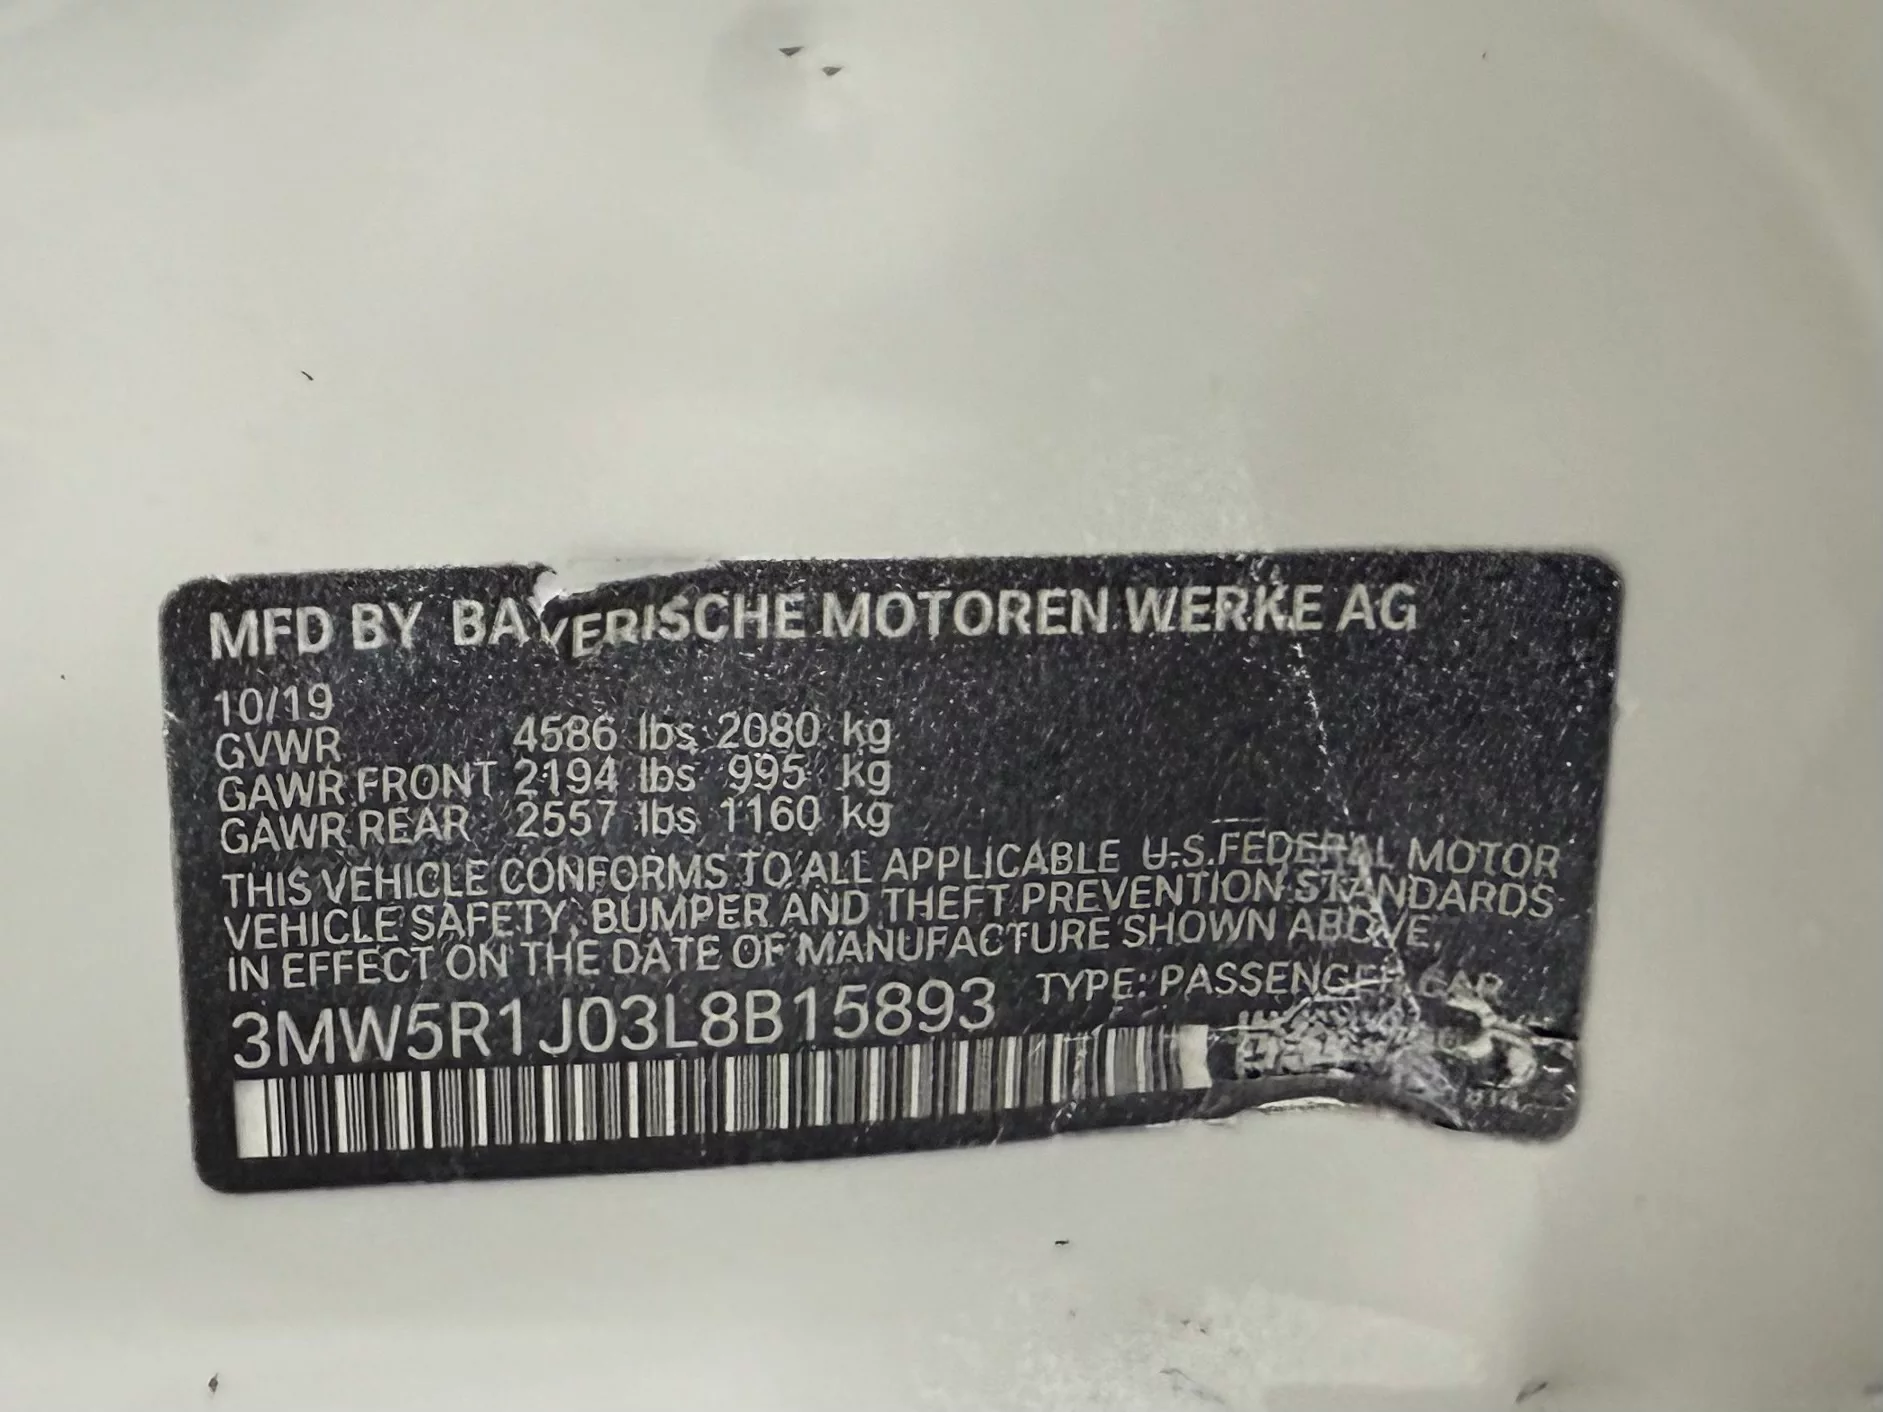 MFD BY BAYERISCHE MOTOREN WERKE AG
10/19
GVWR 4586 lbs 2080 kg
GAWR FRONT 2194 lbs 995 kg
GAWR REAR 2557 lbs 1160 kg
THIS VEHICLE CONFORMS TO ALL APPLICABLE U.S.FEDERAL MOTOR
VEHICLE SAFETY, BUMPER AND THEFT PREVENTION STANDARDS
IN EFFECT ON THE DATE OF MANUFACTURE SHOWN ABOVE.
3MW5R1J03L8B15893 TYPE: PASSENGER CAR